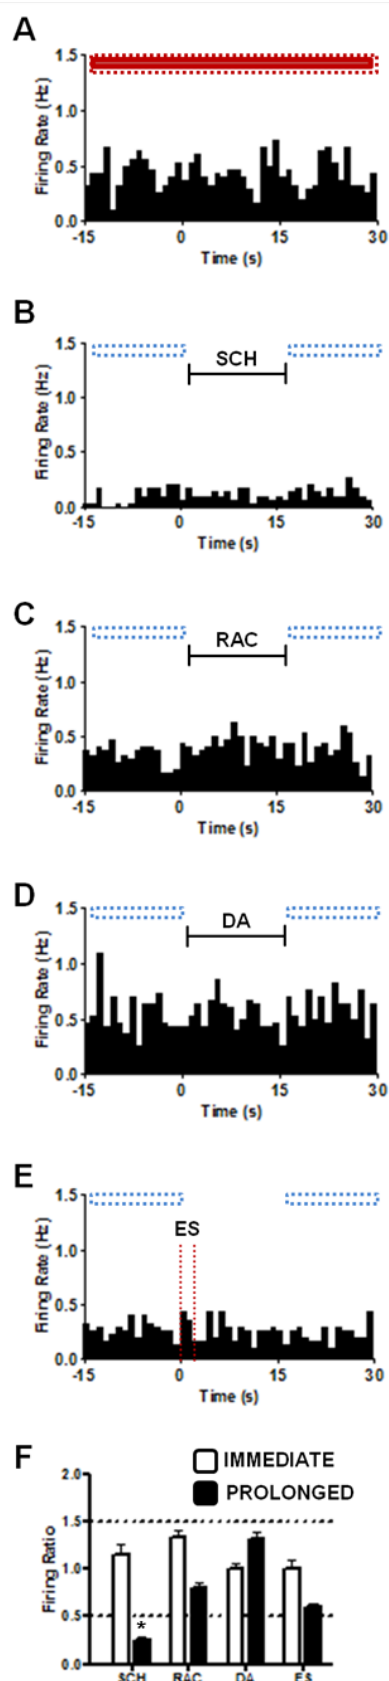 A
1.5
1.0
0.5
0.0
Firing Rate (Hz)
-15 0 15 30
Time (s)
B
1.5
1.0
0.5
0.0
Firing Rate (Hz)
SCH
-15 0 15 30
Time (s)
C
1.5
1.0
0.5
0.0
Firing Rate (Hz)
RAC
-15 0 15 30
Time (s)
D
1.5
1.0
0.5
0.0
Firing Rate (Hz)
DA
-15 0 15 30
Time (s)
E
1.5
1.0
0.5
0.0
Firing Rate (Hz)
ES
-15 0 15 30
Time (s)
F
IMMEDIATE
PROLONGED
2.0
1.5
1.0
0.5
0.0
Firing Ratio
*
SCH RAC DA ES